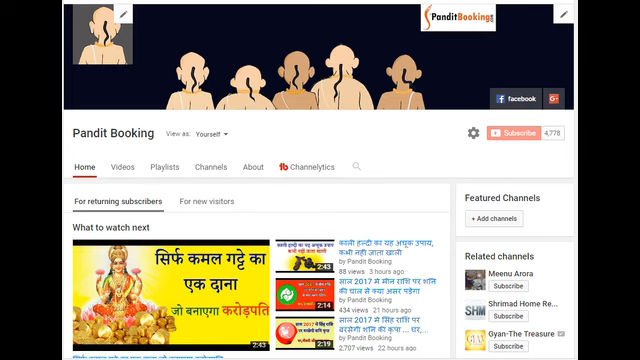 PanditBooking.com
facebook
Pandit Booking
View as: Yourself
Subscribe 4,778
Home Videos Playlists Channels About Channelytics
For returning subscribers For new visitors
What to watch next
सिर्फ कमल गट्टे का
एक दाना
जो बनाएगा करोड़पति
2:43
काली हल्दी का यह अचूक उपाय,
कभी नहीं जाता खाली
by Pandit Booking
88 views 3 hours ago
2:43
साल 2017 मे मीन राशि पर शनि
की चाल से क्या असर पड़ेगा
by Pandit Booking
434 views 21 hours ago
2:14
साल 2017 में सिंह राशि पर
बरसेगी शनि की कृपा ... घर,...
by Pandit Booking
2,707 views 22 hours ago
2:19
Featured Channels
+ Add channels
Related channels
Meenu Arora
Subscribe
Shrimad Home Re...
Subscribe
SHM
Gyan-The Treasure
Subscribe
GYAN